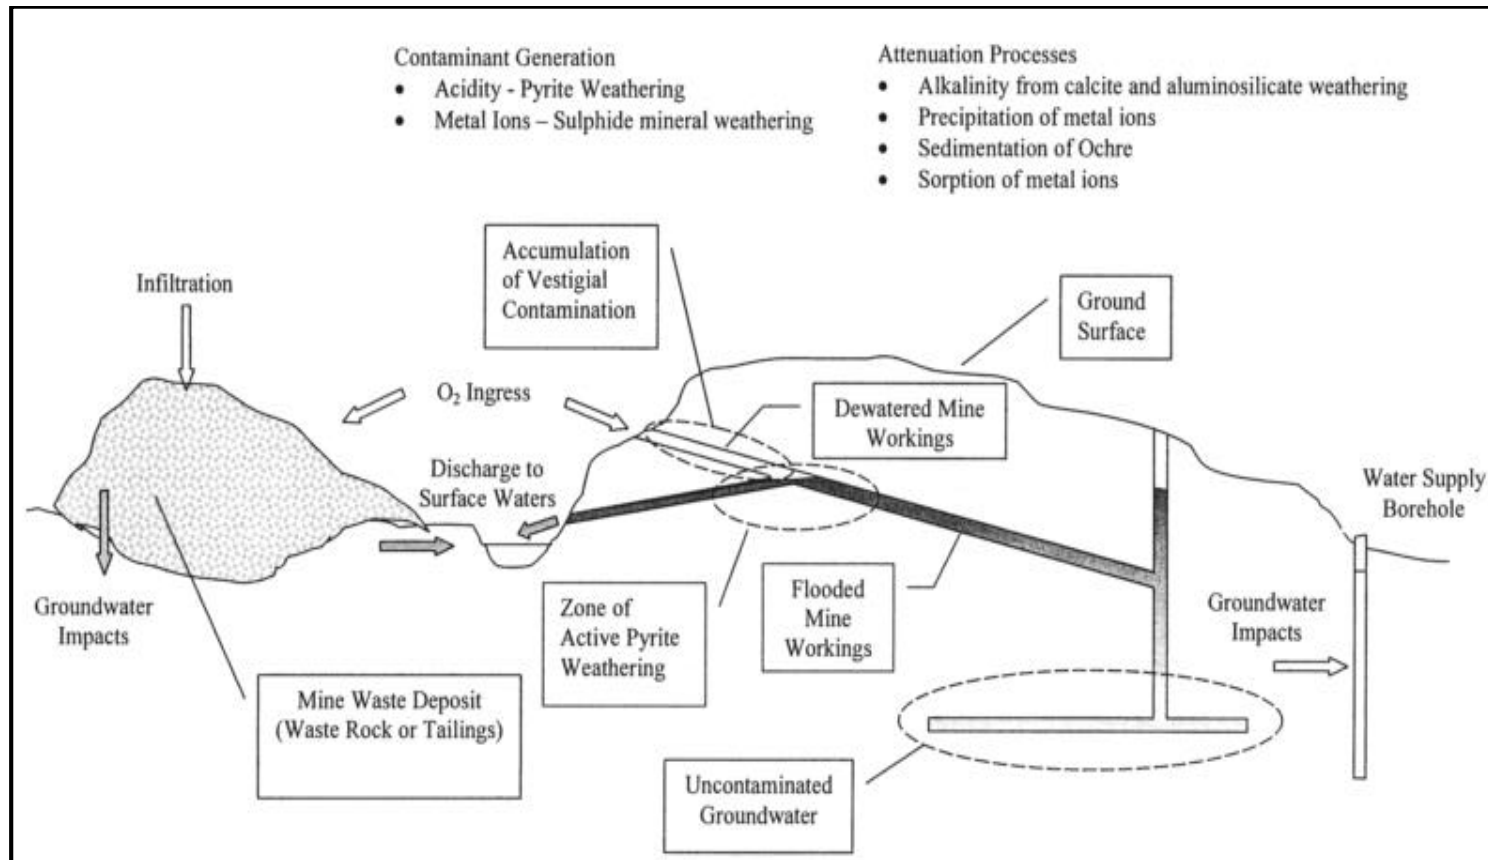 Contaminant Generation
• Acidity - Pyrite Weathering
• Metal Ions – Sulphide mineral weathering
Attenuation Processes
• Alkalinity from calcite and aluminosilicate weathering
• Precipitation of metal ions
• Sedimentation of Ochre
• Sorption of metal ions
Infiltration
Accumulation
of Vestigial
Contamination
Ground
Surface
O₂ Ingress
Dewatered Mine
Workings
Discharge to
Surface Waters
Water Supply
Borehole
Groundwater
Impacts
Zone of
Active Pyrite
Weathering
Flooded
Mine
Workings
Groundwater
Impacts
Mine Waste Deposit
(Waste Rock or Tailings)
Uncontaminated
Groundwater